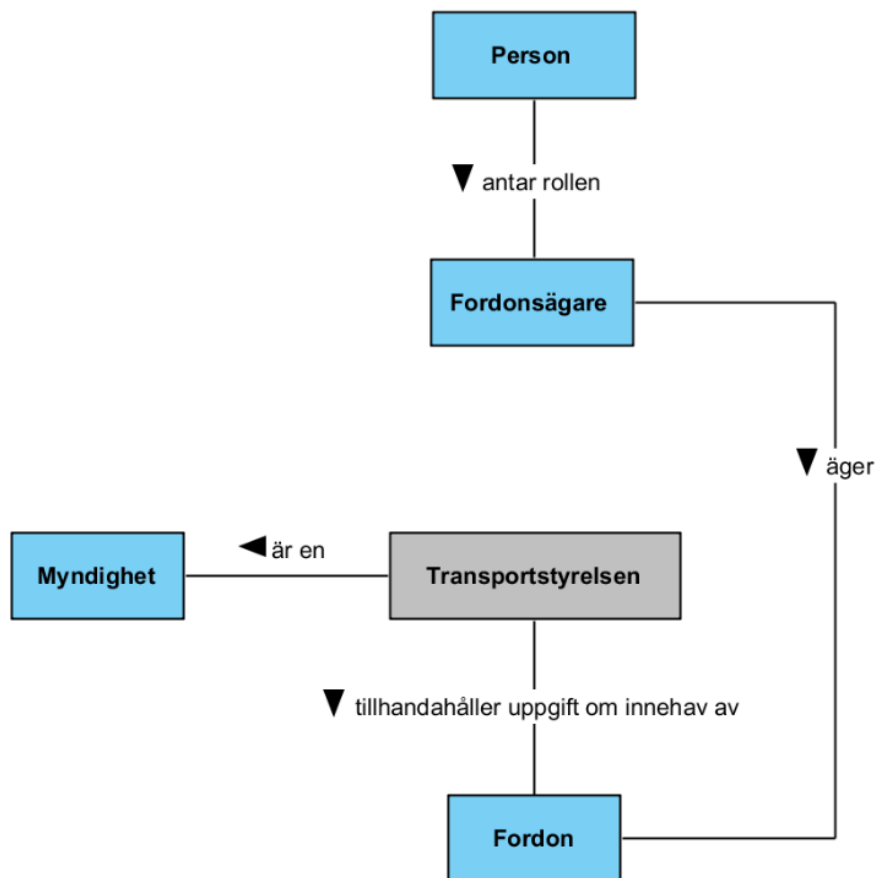 Person
antar rollen
Fordonsägare
äger
är en
Myndighet
Transportstyrelsen
tillhandahåller uppgift om innehav av
Fordon